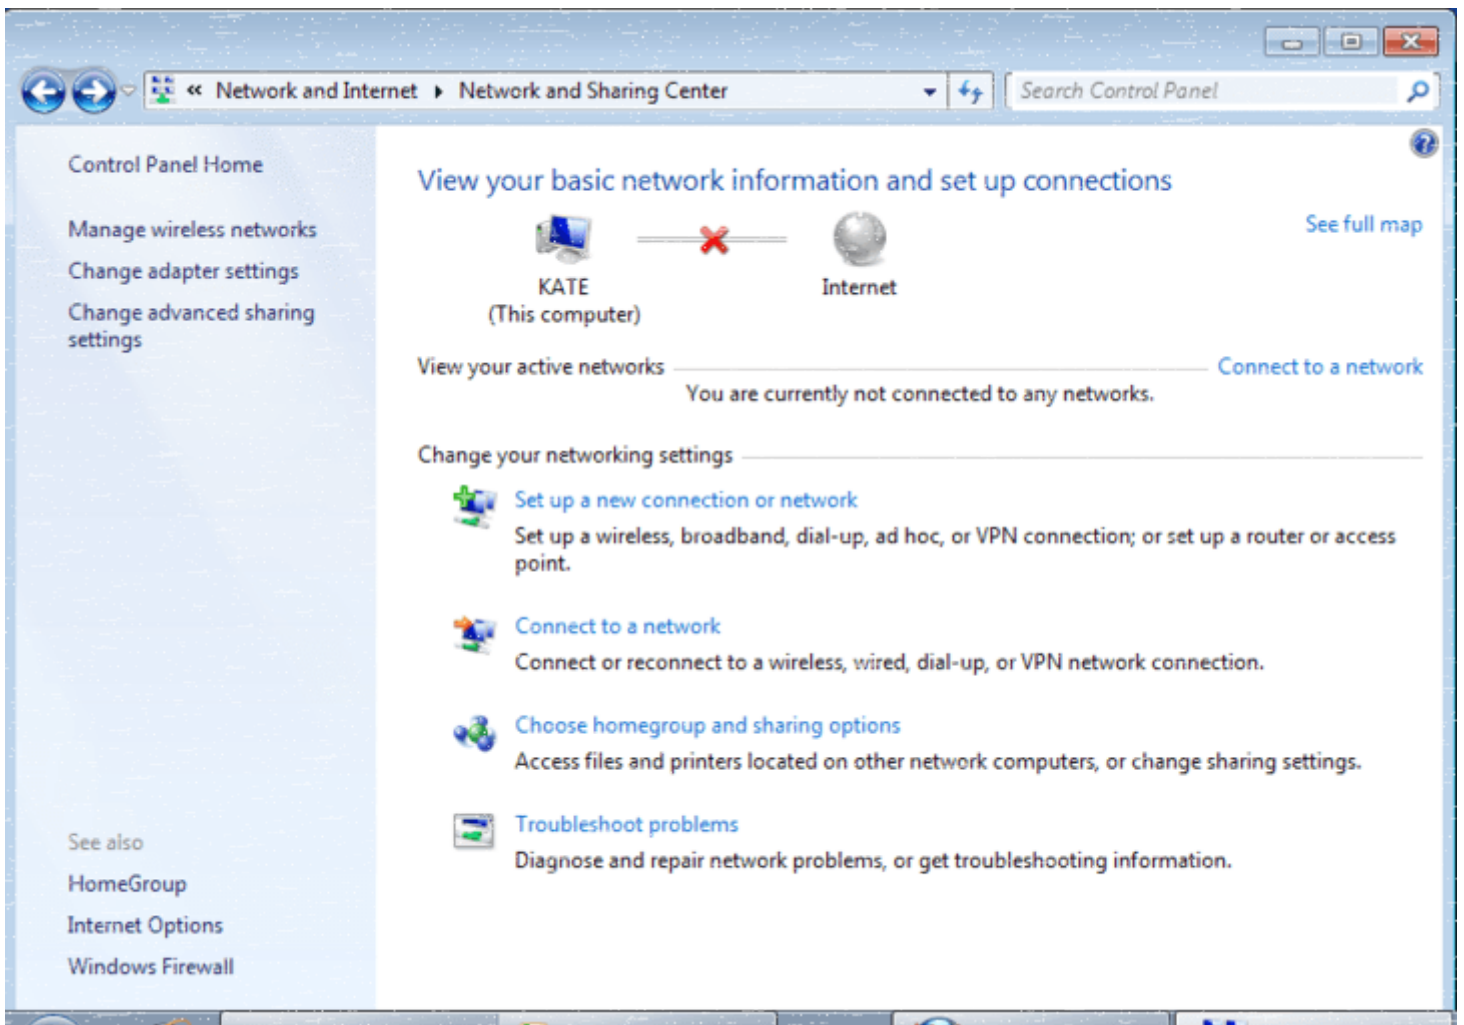 « Network and Internet ▸ Network and Sharing Center
Search Control Panel
Control Panel Home
Manage wireless networks
Change adapter settings
Change advanced sharing
settings
See also
HomeGroup
Internet Options
Windows Firewall
View your basic network information and set up connections
See full map
KATE
(This computer)
Internet
View your active networks
Connect to a network
You are currently not connected to any networks.
Change your networking settings
Set up a new connection or network
Set up a wireless, broadband, dial-up, ad hoc, or VPN connection; or set up a router or access
point.
Connect to a network
Connect or reconnect to a wireless, wired, dial-up, or VPN network connection.
Choose homegroup and sharing options
Access files and printers located on other network computers, or change sharing settings.
Troubleshoot problems
Diagnose and repair network problems, or get troubleshooting information.